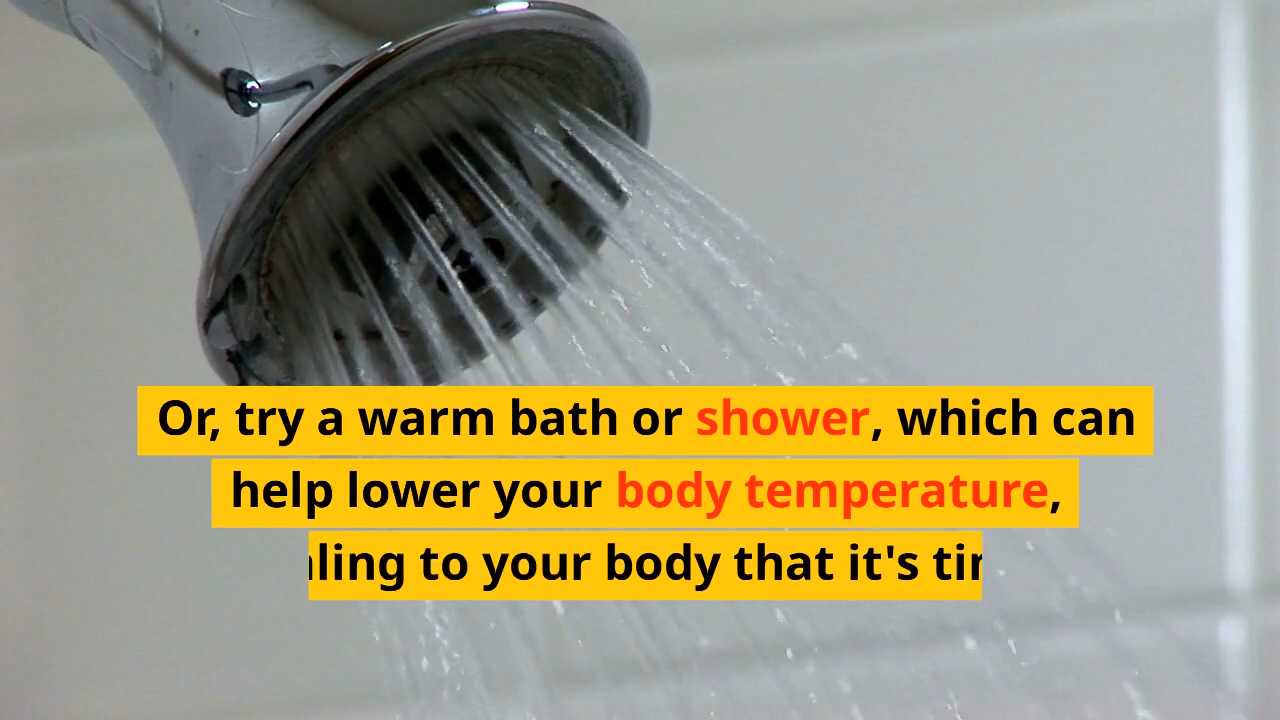 Or, try a warm bath or shower, which can
help lower your body temperature,
to your body that it's